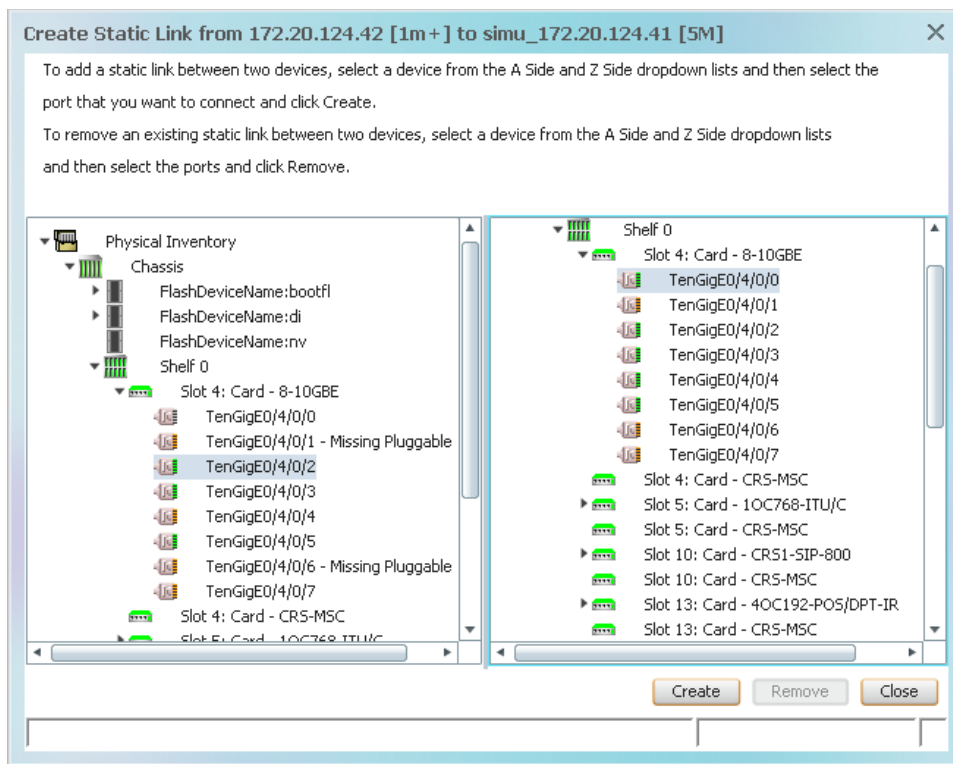 Create Static Link from 172.20.124.42 [1m+] to simu_172.20.124.41 [5M]
To add a static link between two devices, select a device from the A Side and Z Side dropdown lists and then select the
port that you want to connect and click Create.
To remove an existing static link between two devices, select a device from the A Side and Z Side dropdown lists
and then select the ports and click Remove.
Physical Inventory
Chassis
FlashDeviceName:bootfl
FlashDeviceName:di
FlashDeviceName:nv
Shelf 0
Slot 4: Card - 8-10GBE
TenGigE0/4/0/0
TenGigE0/4/0/1 - Missing Pluggable
TenGigE0/4/0/2
TenGigE0/4/0/3
TenGigE0/4/0/4
TenGigE0/4/0/5
TenGigE0/4/0/6 - Missing Pluggable
TenGigE0/4/0/7
Slot 4: Card - CRS-MSC
Slot 5: Card - 1OC768-ITU/C
Shelf 0
Slot 4: Card - 8-10GBE
TenGigE0/4/0/0
TenGigE0/4/0/1
TenGigE0/4/0/2
TenGigE0/4/0/3
TenGigE0/4/0/4
TenGigE0/4/0/5
TenGigE0/4/0/6
TenGigE0/4/0/7
Slot 4: Card - CRS-MSC
Slot 5: Card - 1OC768-ITU/C
Slot 5: Card - CRS-MSC
Slot 10: Card - CRS1-SIP-800
Slot 10: Card - CRS-MSC
Slot 13: Card - 4OC192-POS/DPT-IR
Slot 13: Card - CRS-MSC
Create
Remove
Close